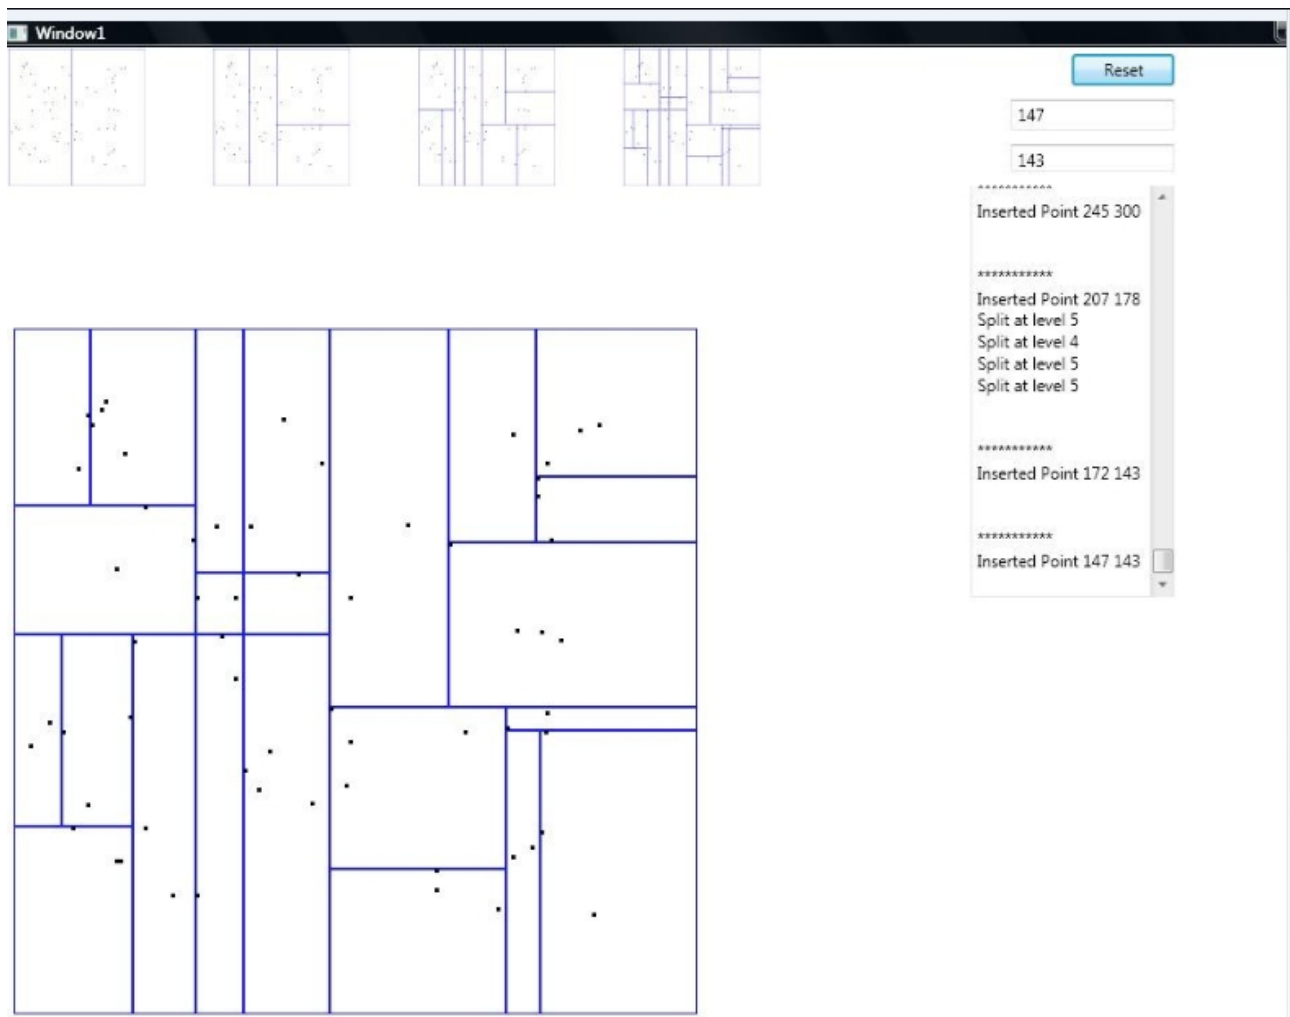 Window1
Reset
147
143
***********
Inserted Point 245 300
***********
Inserted Point 207 178
Split at level 5
Split at level 4
Split at level 5
Split at level 5
***********
Inserted Point 172 143
***********
Inserted Point 147 143